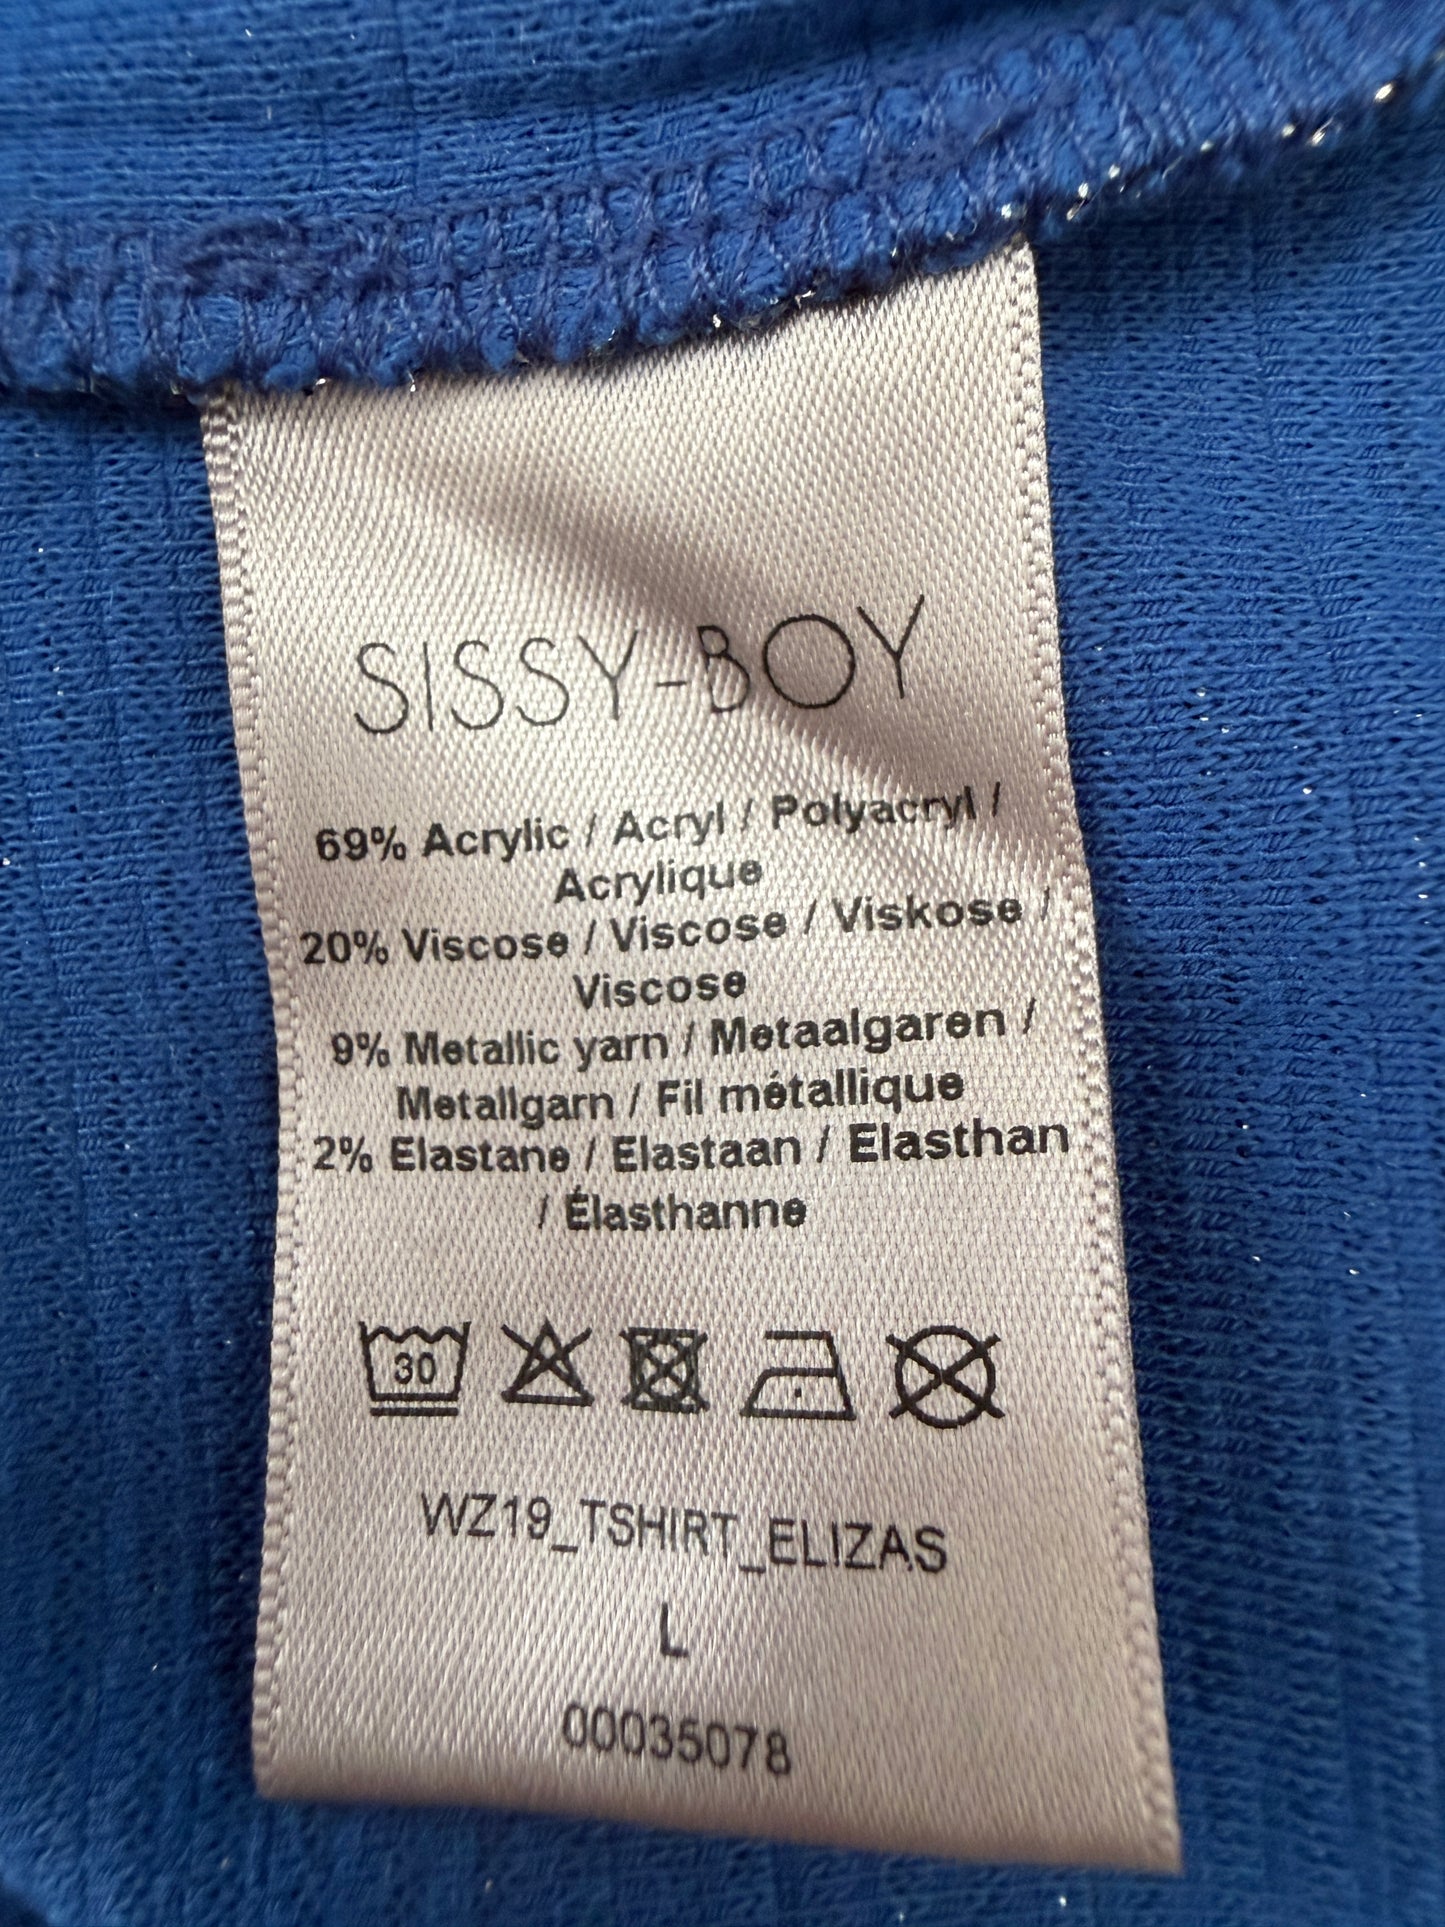 SISSY-BOY
69% Acrylic / Acryl / Polyacryl /
Acrylique
20% Viscose / Viscose / Viskose /
Viscose
9% Metallic yarn / Metaalgaren /
Metallgarn / Fil métallique
2% Elastane / Elastaan / Elasthan
/ Élasthanne
30
WZ19_TSHIRT_ELIZAS
L
00035078